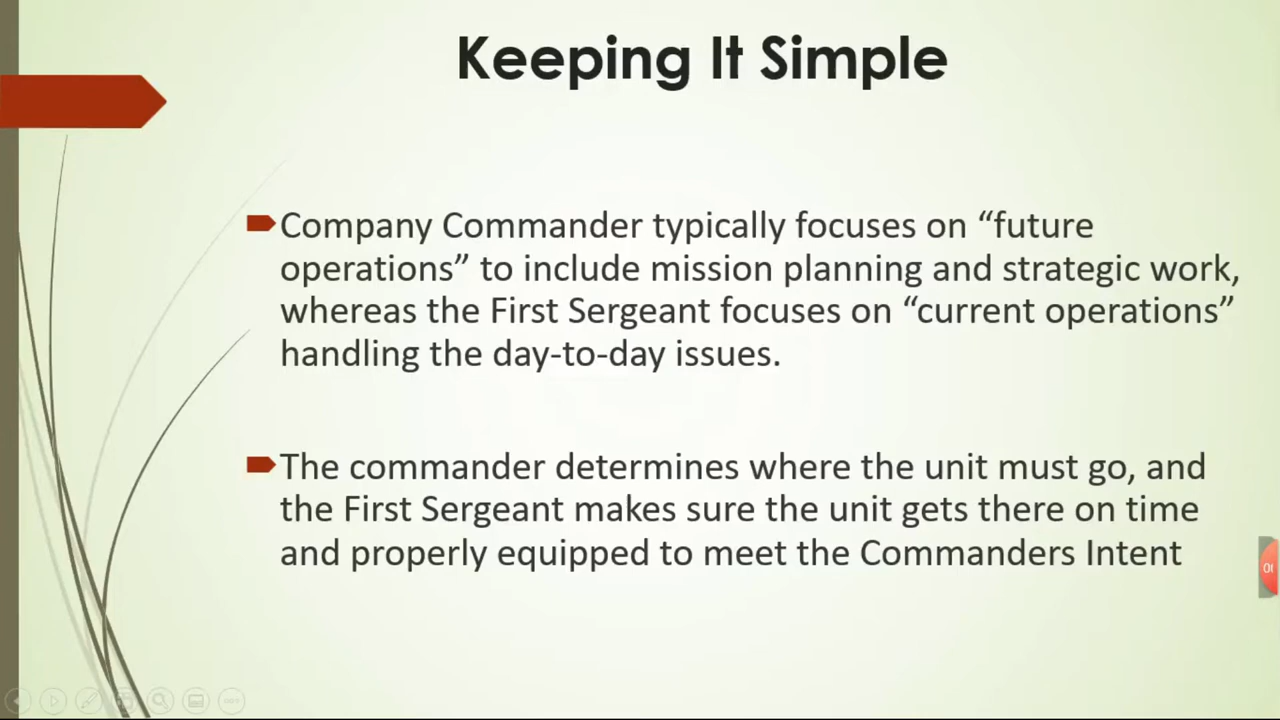 Keeping It Simple
Company Commander typically focuses on “future
operations” to include mission planning and strategic work,
whereas the First Sergeant focuses on “current operations”
handling the day-to-day issues.
The commander determines where the unit must go, and
the First Sergeant makes sure the unit gets there on time
and properly equipped to meet the Commanders Intent